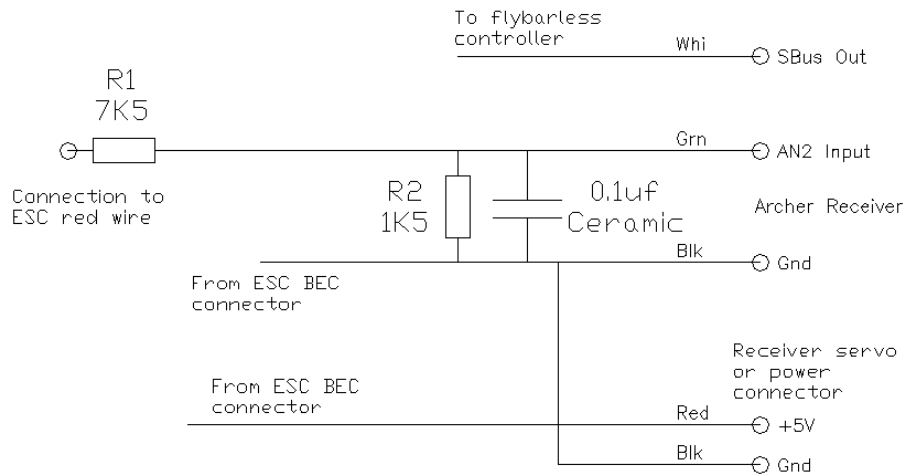 To flybarless
controller
Whi
SBus Out
R1
7K5
Grn
AN2 Input
Connection to
ESC red wire
R2
1K5
0.1uf
Ceramic
Archer Receiver
Blk
Gnd
From ESC BEC
connector
Receiver servo
or power
connector
From ESC BEC
connector
Red
+5V
Blk
Gnd